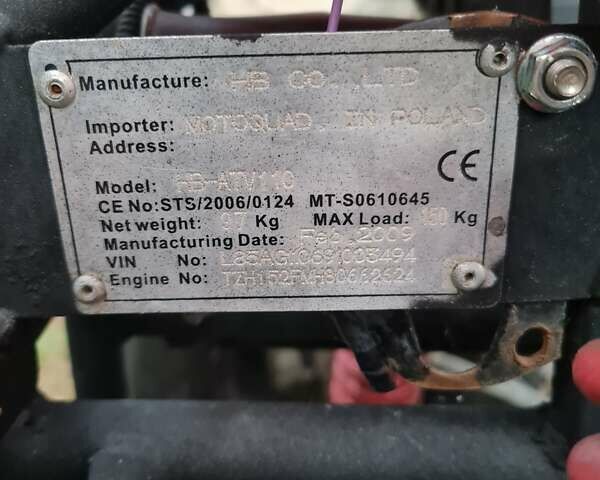 Manufacture: HB CO., LTD
Importer: MOTOQUAD. IN POLAND
Address:
CE
Model: HB-ATV110
CE No:STS/2006/0124 MT-S0610645
Net weight: 97 Kg MAX Load: Kg
Manufacturing Date: 2009
VIN No:
Engine No: